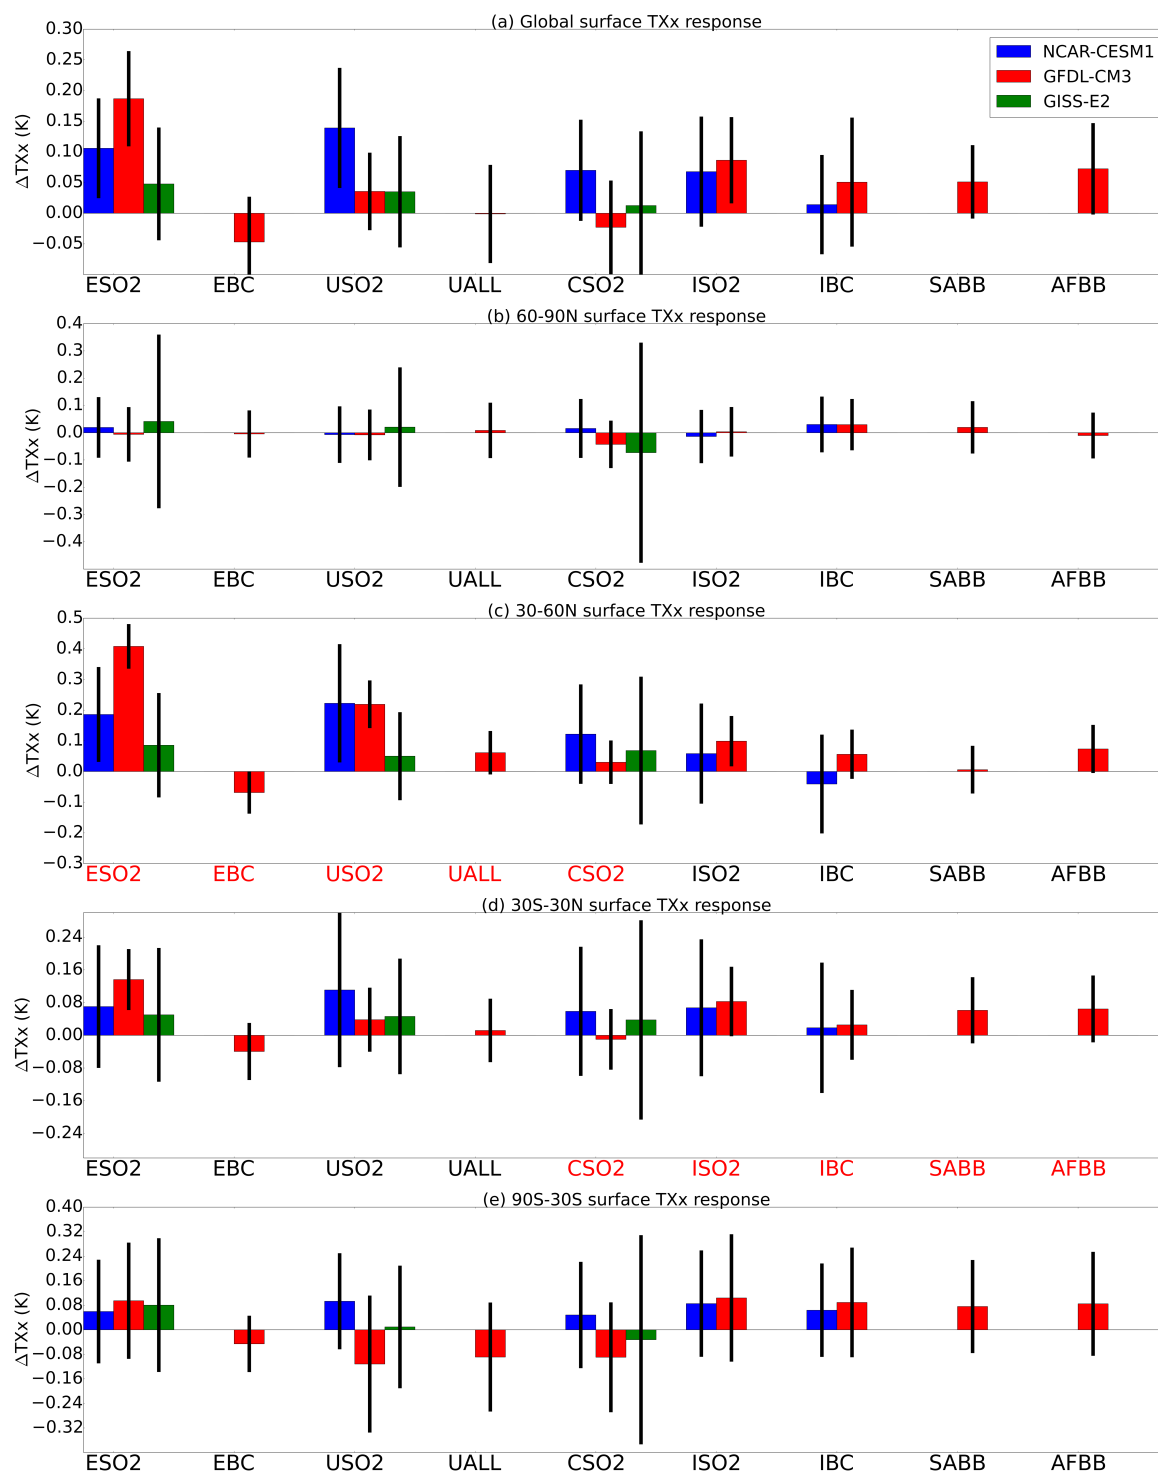 (a) Global surface TXx response
NCAR-CESM1
GFDL-CM3
GISS-E2
ΔTXx (K)
0.30
0.25
0.20
0.15
0.10
0.05
0.00
−0.05
ESO2 EBC USO2 UALL CSO2 ISO2 IBC SABB AFBB
(b) 60-90N surface TXx response
ΔTXx (K)
0.4
0.3
0.2
0.1
0.0
−0.1
−0.2
−0.3
−0.4
ESO2 EBC USO2 UALL CSO2 ISO2 IBC SABB AFBB
(c) 30-60N surface TXx response
ΔTXx (K)
0.5
0.4
0.3
0.2
0.1
0.0
−0.1
−0.2
−0.3
ESO2 EBC USO2 UALL CSO2 ISO2 IBC SABB AFBB
(d) 30S-30N surface TXx response
ΔTXx (K)
0.24
0.16
0.08
0.00
−0.08
−0.16
−0.24
ESO2 EBC USO2 UALL CSO2 ISO2 IBC SABB AFBB
(e) 90S-30S surface TXx response
ΔTXx (K)
0.40
0.32
0.24
0.16
0.08
0.00
−0.08
−0.16
−0.24
−0.32
ESO2 EBC USO2 UALL CSO2 ISO2 IBC SABB AFBB